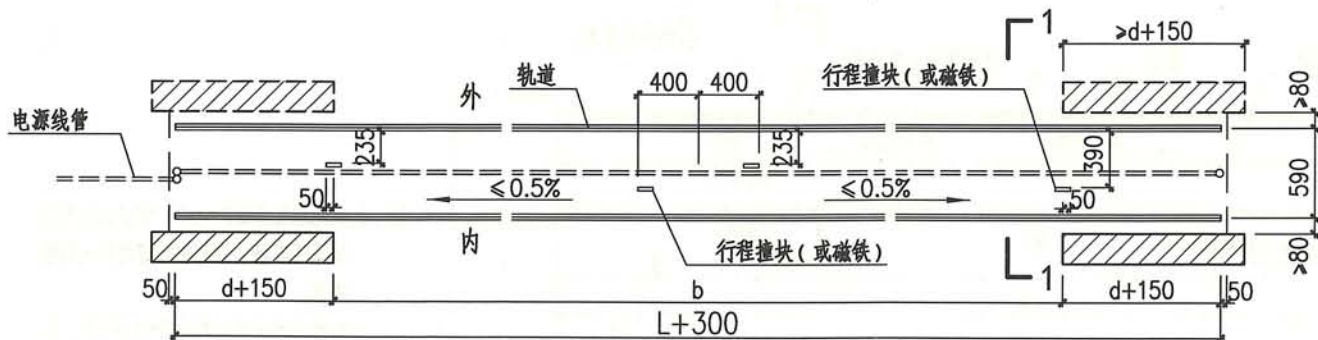 1
≥d+150
400 400
轨道
行程撞块(或磁铁)
外
≥80
电源线管
235
235
390
590
50
≤0.5%
≤0.5%
50
内
行程撞块(或磁铁)
≥80
1
50 d+150 b d+150 50
L+300